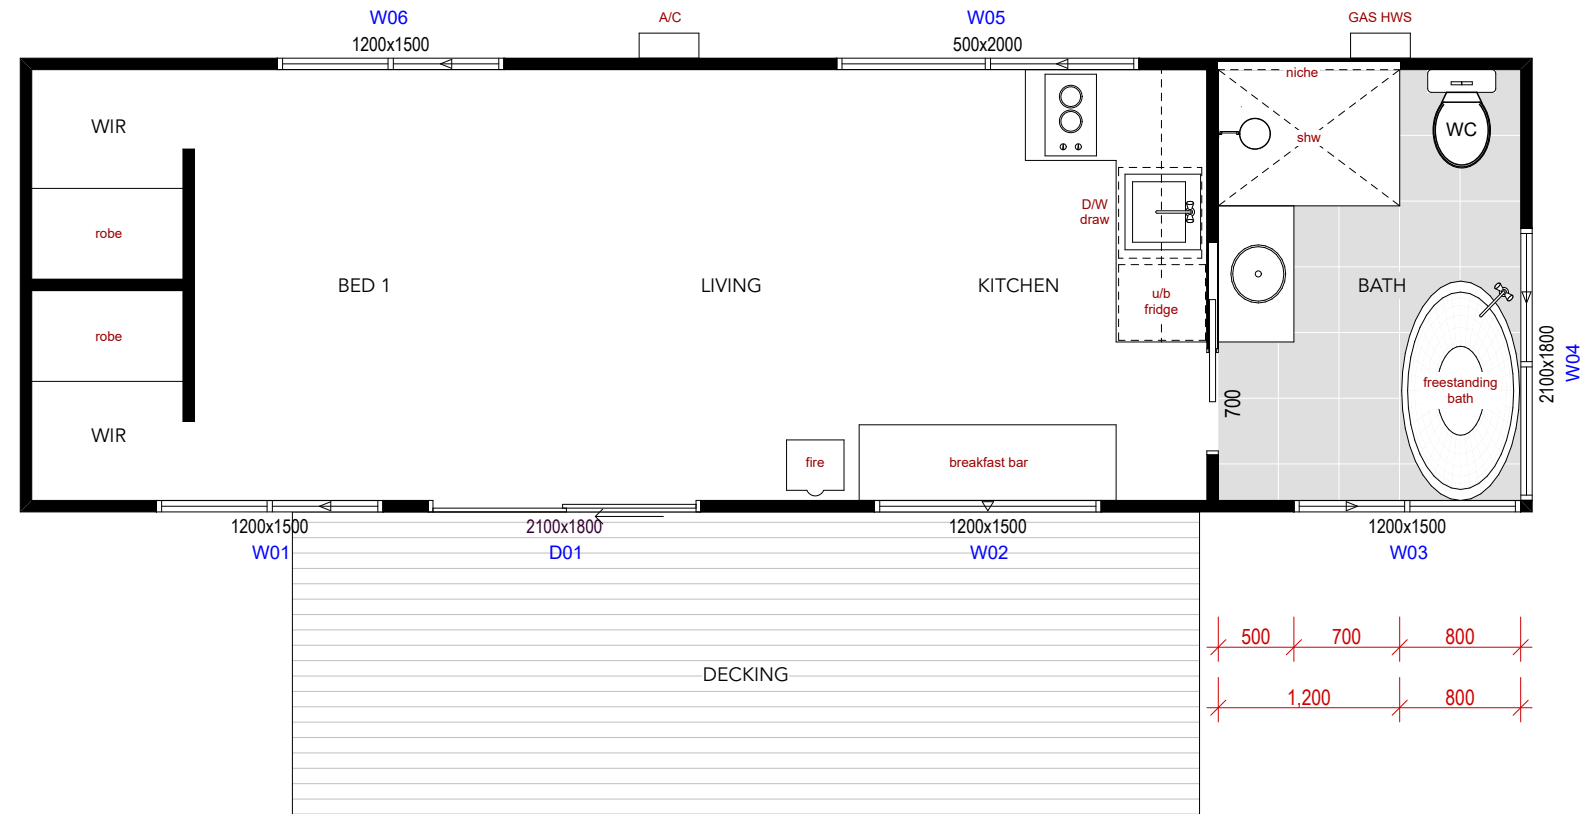 W06
1200x1500
A/C
W05
500x2000
GAS HWS
niche
WIR
shw
WC
robe
D/W
draw
BED 1
LIVING
KITCHEN
BATH
u/b
fridge
robe
2100x1800
W04
freestanding
bath
700
WIR
fire
breakfast bar
1200x1500
W01
2100x1800
D01
1200x1500
W02
1200x1500
W03
500
700
800
DECKING
1,200
800